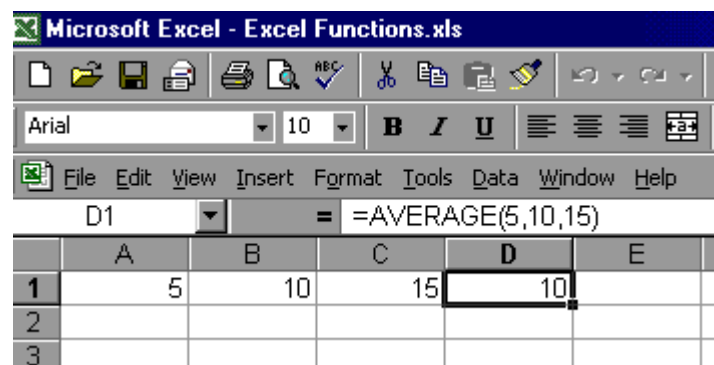 Microsoft Excel - Excel Functions.xls
ABC
Arial 10 B I U a
File Edit View Insert Format Tools Data Window Help
D1 = =AVERAGE(5,10,15)
A B C D E
1 5 10 15 10
2
3